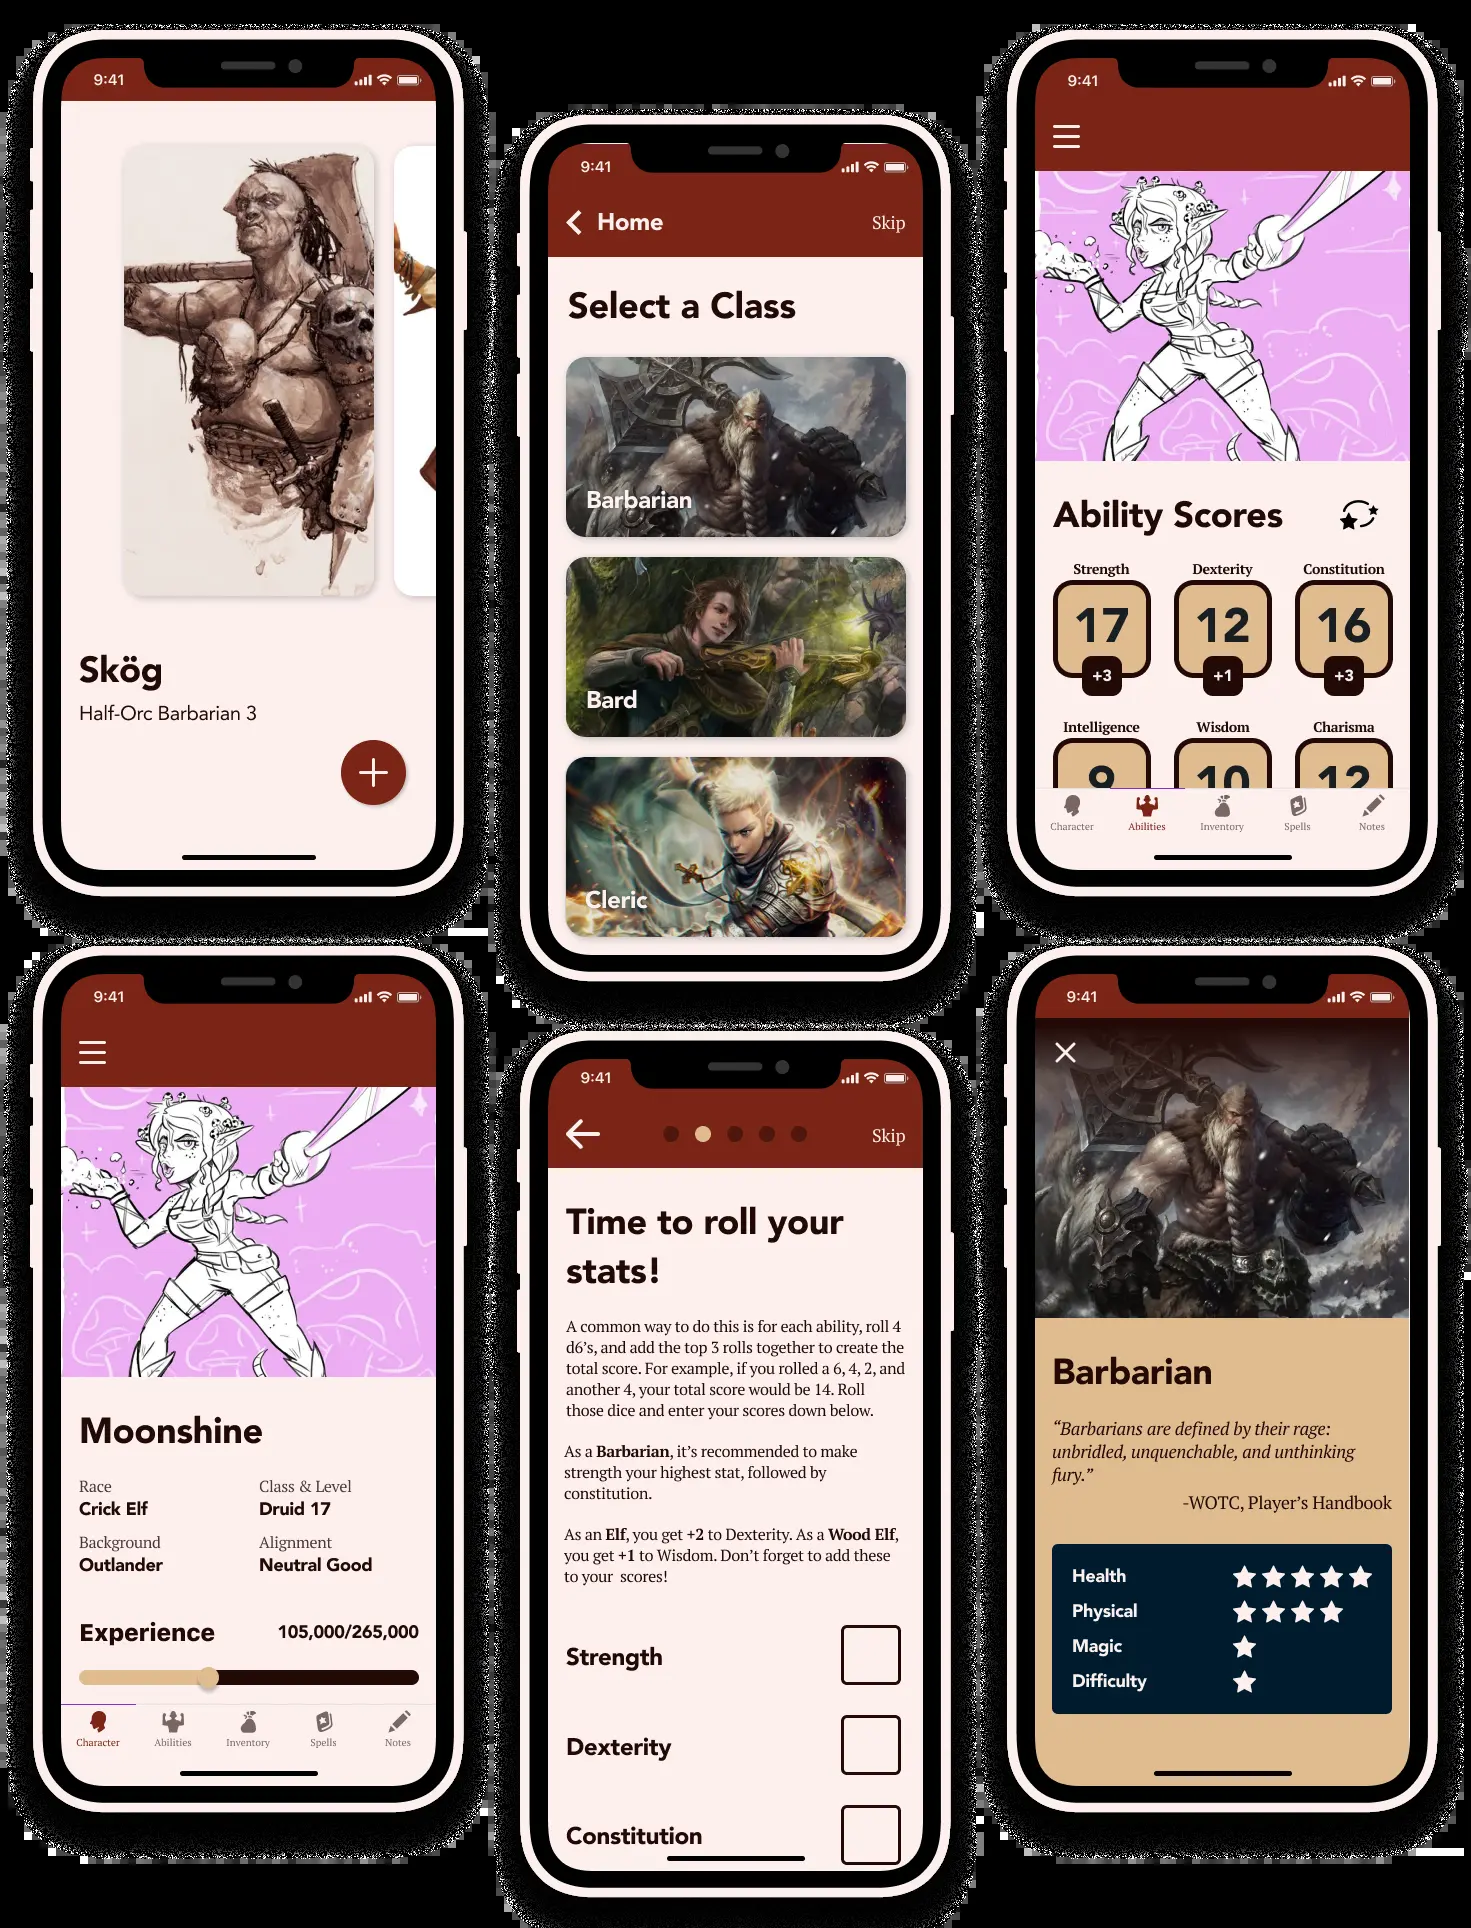 9:41
Skög
Half-Orc Barbarian 3
9:41
Home
Skip
Select a Class
Barbarian
Bard
Cleric
9:41
Ability Scores
Strength Dexterity Constitution
17 12 16
+3 +1 +3
Intelligence Wisdom Charisma
9 10 12
Character Abilities Inventory Spells Notes
9:41
Moonshine
Race Class & Level
Crick Elf Druid 17
Background Alignment
Outlander Neutral Good
Experience 105,000/265,000
Character Abilities Inventory Spells Notes
9:41
Skip
Time to roll your
stats!
A common way to do this is for each ability, roll 4
d6’s, and add the top 3 rolls together to create the
total score. For example, if you rolled a 6, 4, 2, and
another 4, your total score would be 14. Roll
those dice and enter your scores down below.
As a Barbarian, it’s recommended to make
strength your highest stat, followed by
constitution.
As an Elf, you get +2 to Dexterity. As a Wood Elf,
you get +1 to Wisdom. Don’t forget to add these
to your scores!
Strength
Dexterity
Constitution
9:41
Barbarian
“Barbarians are defined by their rage:
unbridled, unquenchable, and unthinking
fury.”
-WOTC, Player’s Handbook
Health
Physical
Magic
Difficulty